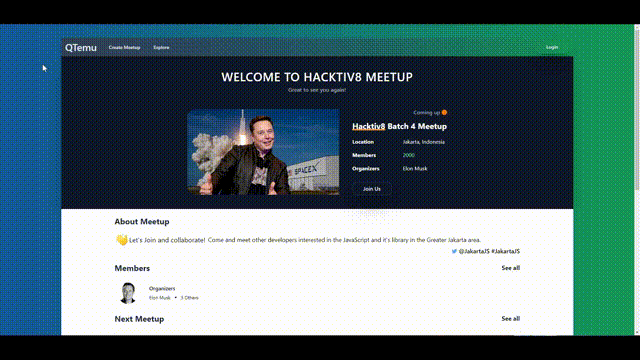 QTemu
Create Meetup
Explore
Login
WELCOME TO HACKTIV8 MEETUP
Great to see you again!
SPACEX
Coming up
Hacktiv8 Batch 4 Meetup
Location Jakarta, Indonesia
Members 2000
Organizers Elon Musk
Join Us
About Meetup
Let's Join and collaborate! Come and meet other developers interested in the JavaScript and it's library in the Greater Jakarta area.
@JakartaJS #JakartaJS
Members
See all
Organizers
Elon Musk • 3 Others
Next Meetup
See all